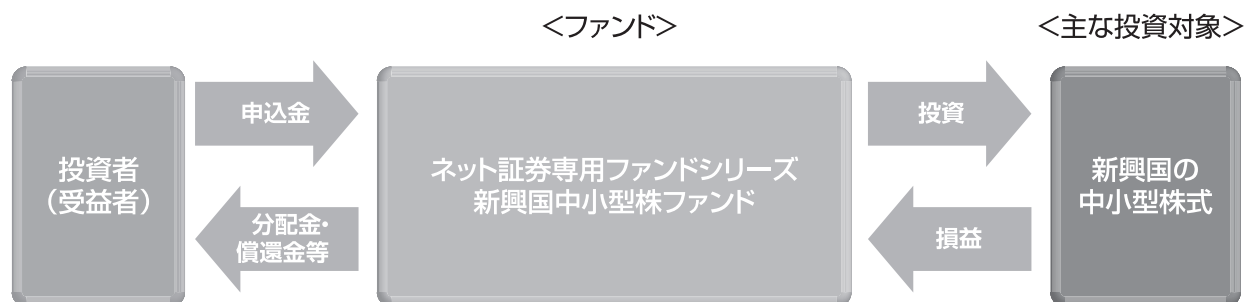 <ファンド>
<主な投資対象>
投資者
(受益者)
申込金
分配金・
償還金等
ネット証券専用ファンドシリーズ
新興国中小型株ファンド
投資
損益
新興国の
中小型株式